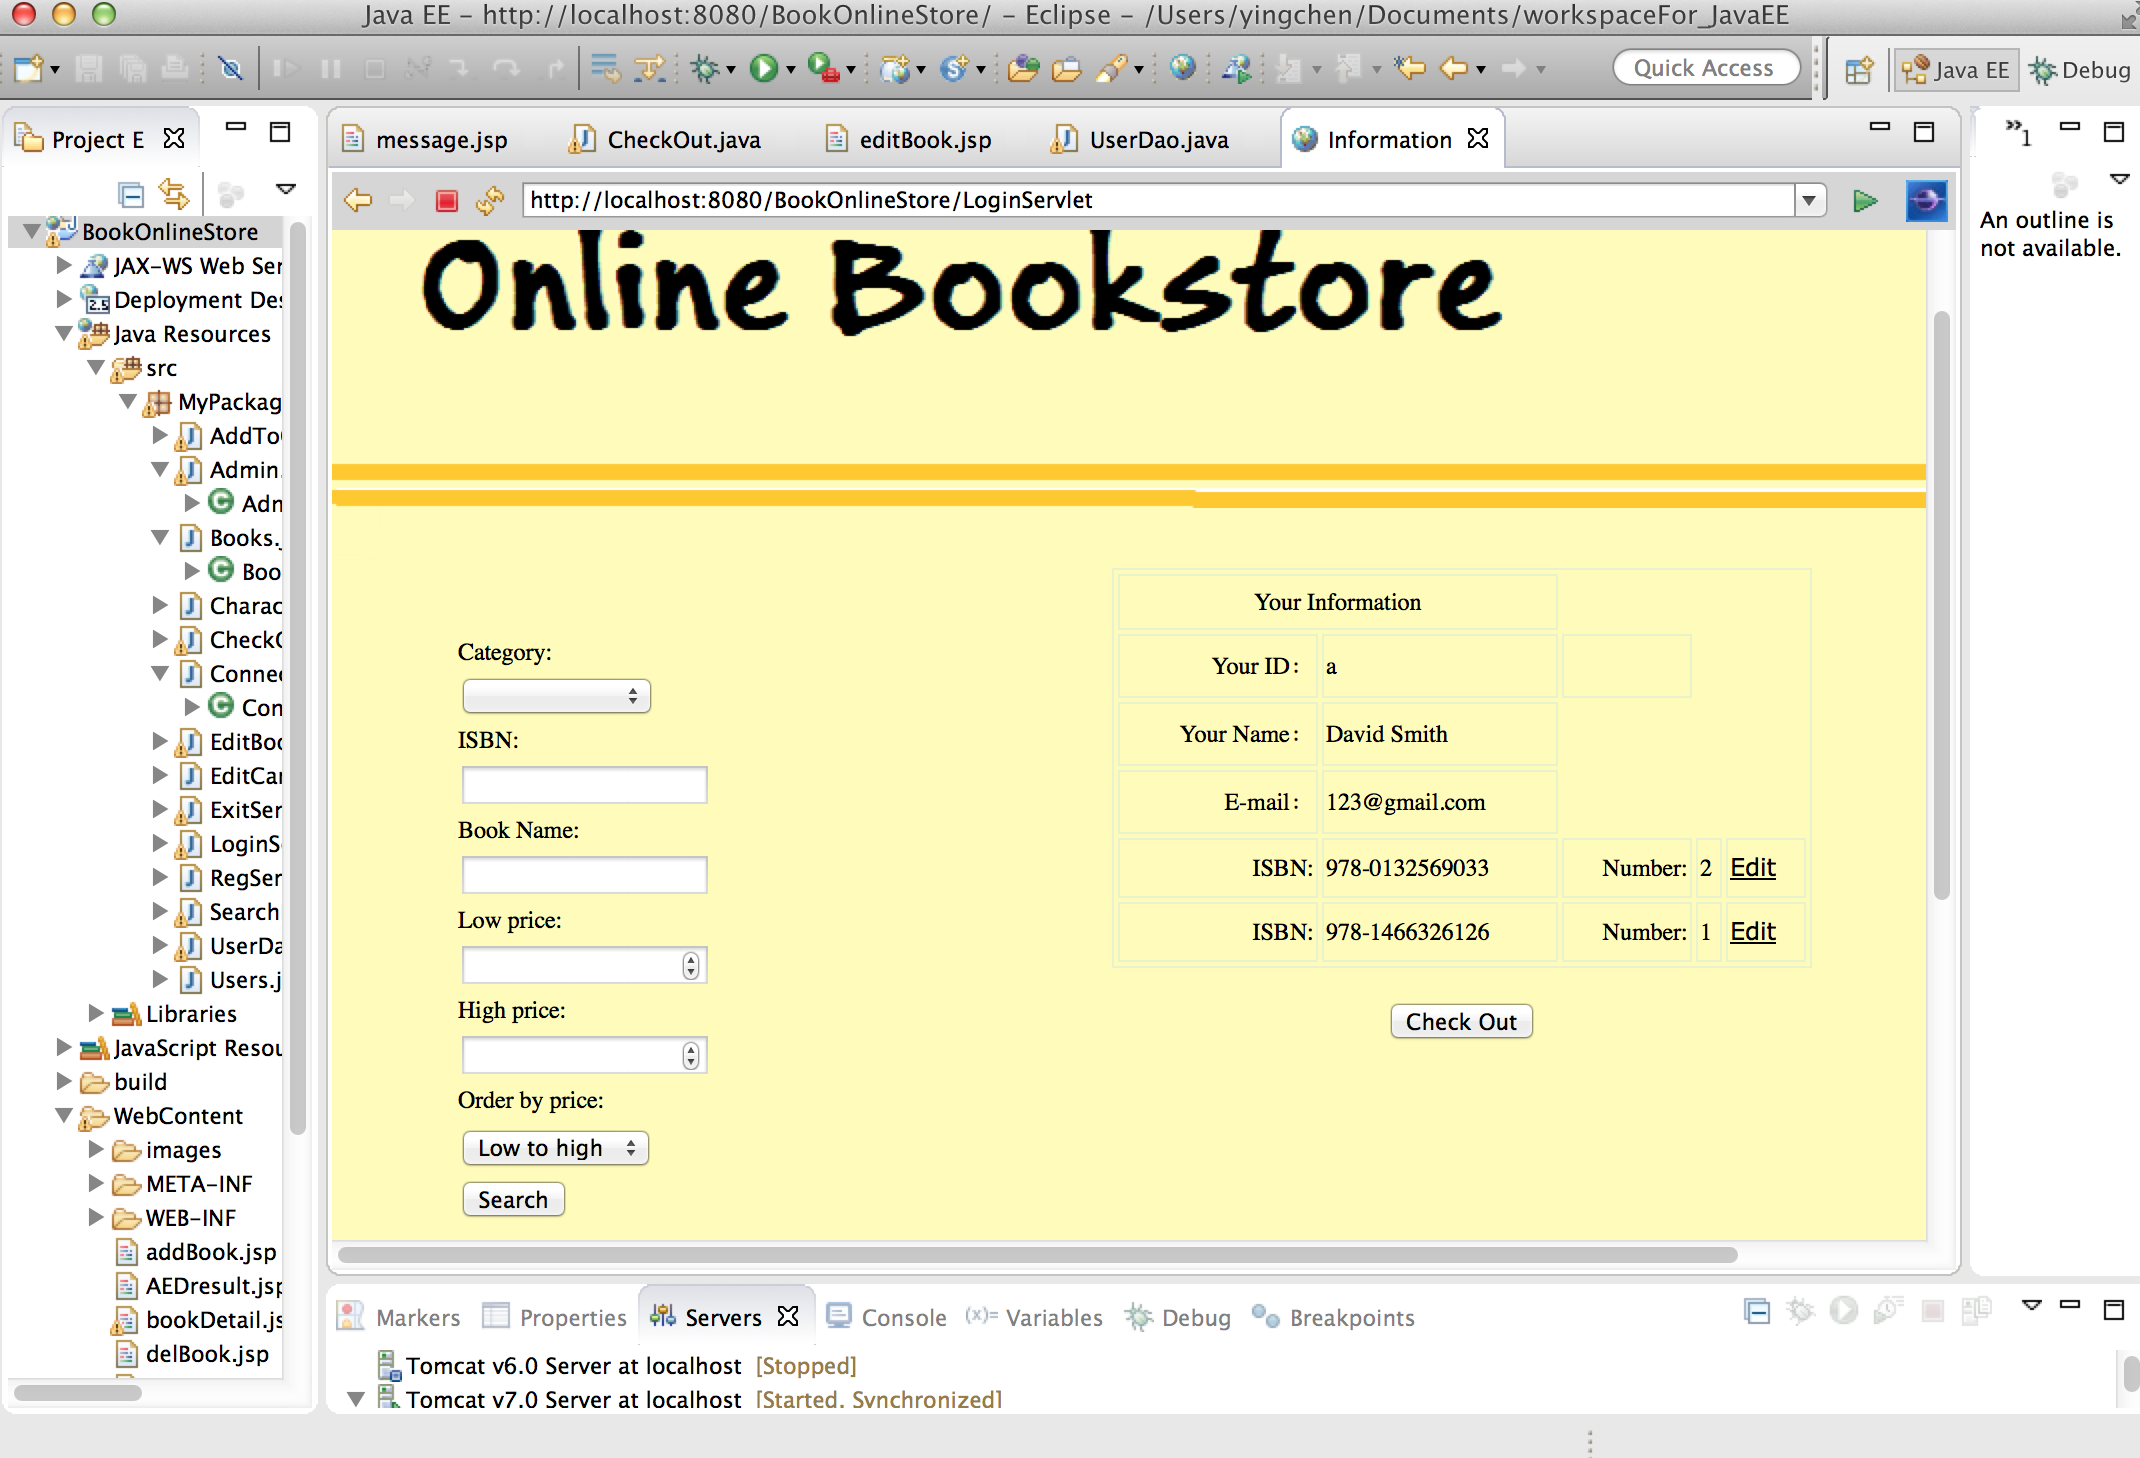 Java EE – http://localhost:8080/BookOnlineStore/ – Eclipse – /Users/yingchen/Documents/workspaceFor_JavaEE
Quick Access
Java EE
Debug
Project E
message.jsp
CheckOut.java
editBook.jsp
UserDao.java
Information
1
http://localhost:8080/BookOnlineStore/LoginServlet
An outline is
not available.
BookOnlineStore
JAX-WS Web Ser
Deployment Des
Java Resources
src
MyPackag
AddTo
Admin.
Adn
Books.
Boo
Charac
Check
Conne
Con
EditBo
EditCar
ExitSer
LoginS
RegSer
Search
UserDa
Users.j
Libraries
JavaScript Resou
build
WebContent
images
META-INF
WEB-INF
addBook.jsp
AEDresult.jsp
bookDetail.js
delBook.jsp
Online Bookstore
Category:
ISBN:
Book Name:
Low price:
High price:
Order by price:
Low to high
Search
Your Information
Your ID: a
Your Name: David Smith
E-mail: 123@gmail.com
ISBN: 978-0132569033 Number: 2 Edit
ISBN: 978-1466326126 Number: 1 Edit
Check Out
Markers
Properties
Servers
Console
(x)= Variables
Debug
Breakpoints
Tomcat v6.0 Server at localhost [Stopped]
Tomcat v7.0 Server at localhost [Started, Synchronized]